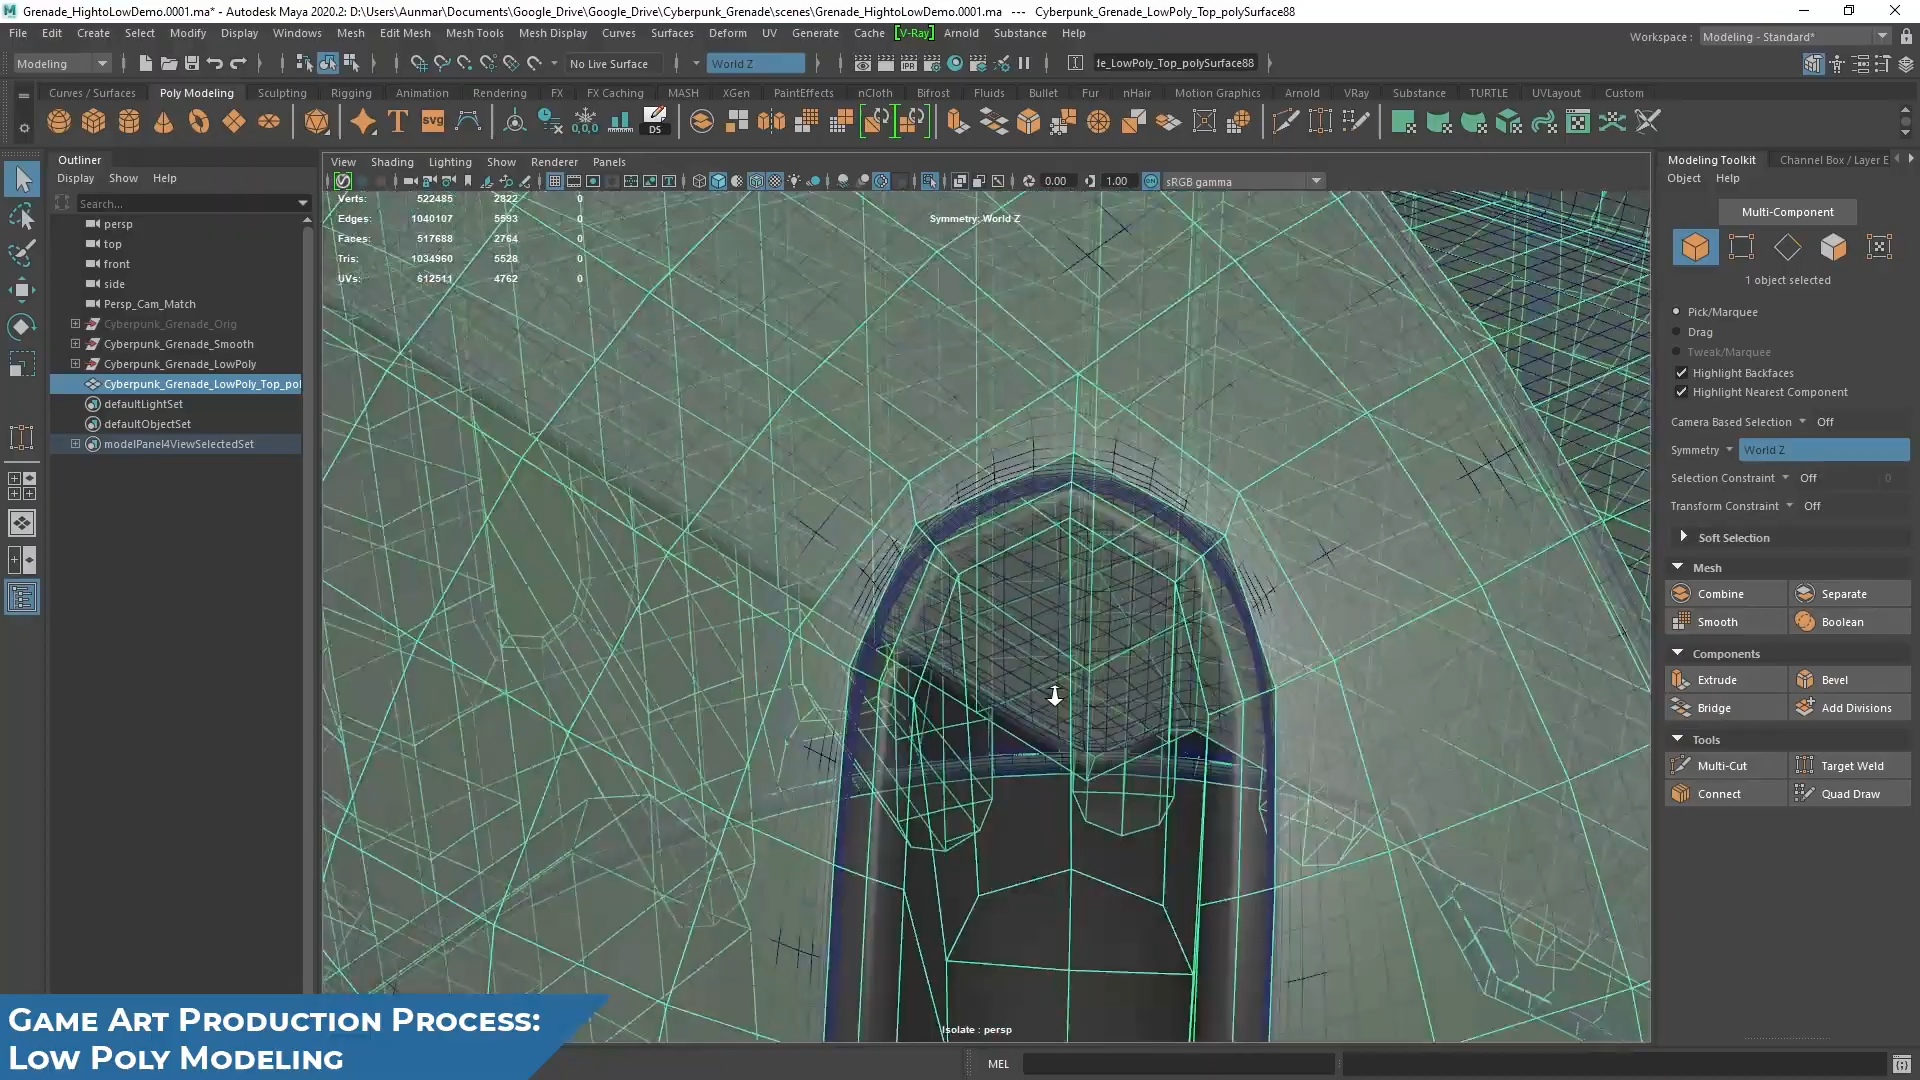 Grenade_HightoLowDemo.0001.ma* - Autodesk Maya 2020.2: D:\Users\Aunmar\Documents\Google_Drive\Google_Drive\Cyberpunk_Grenade\scenes\Grenade_HightoLowDemo.0001.ma --- Cyberpunk_Grenade_LowPoly_Top_polySurface88
File Edit Create Select Modify Display Windows Mesh Edit Mesh Mesh Tools Mesh Display Curves Surfaces Deform UV Generate Cache [V-Ray] Arnold Substance Help
Workspace : Modeling - Standard*
Modeling No Live Surface World Z le_LowPoly_Top_polySurface88
Curves / Surfaces Poly Modeling Sculpting Rigging Animation Rendering FX FX Caching MASH XGen PaintEffects nCloth Bifrost Fluids Bullet Fur nHair Motion Graphics Arnold VRay Substance TURTLE UVLayout Custom
T svg 0,0,0 DS
Outliner
Display Show Help
Search...
persp
top
front
side
Persp_Cam_Match
Cyberpunk_Grenade_Orig
Cyberpunk_Grenade_Smooth
Cyberpunk_Grenade_LowPoly
Cyberpunk_Grenade_LowPoly_Top_pol
defaultLightSet
defaultObjectSet
modelPanel4ViewSelectedSet
View Shading Lighting Show Renderer Panels
0.00 1.00 sRGB gamma
Verts: 522485 2822 0
Edges: 1040107 5593 0
Faces: 517688 2764 0
Tris: 1034960 5528 0
UVs: 612511 4762 0
Symmetry: World Z
Isolate : persp
Modeling Toolkit Channel Box / Layer E
Object Help
Multi-Component
1 object selected
Pick/Marquee
Drag
Tweak/Marquee
Highlight Backfaces
Highlight Nearest Component
Camera Based Selection Off
Symmetry World Z
Selection Constraint Off 0
Transform Constraint Off
Soft Selection
Mesh
Combine Separate
Smooth Boolean
Components
Extrude Bevel
Bridge Add Divisions
Tools
Multi-Cut Target Weld
Connect Quad Draw
Game Art Production Process:
Low Poly Modeling
MEL